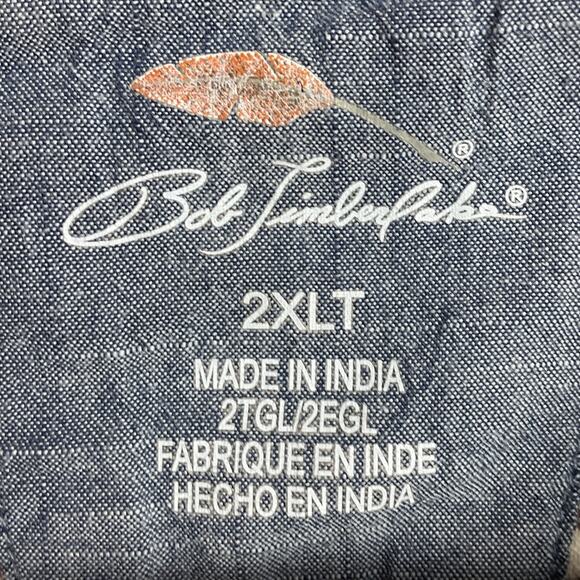 ®
Bob Timberlake®
2XLT
MADE IN INDIA
2TGL/2EGL
FABRIQUE EN INDE
HECHO EN INDIA